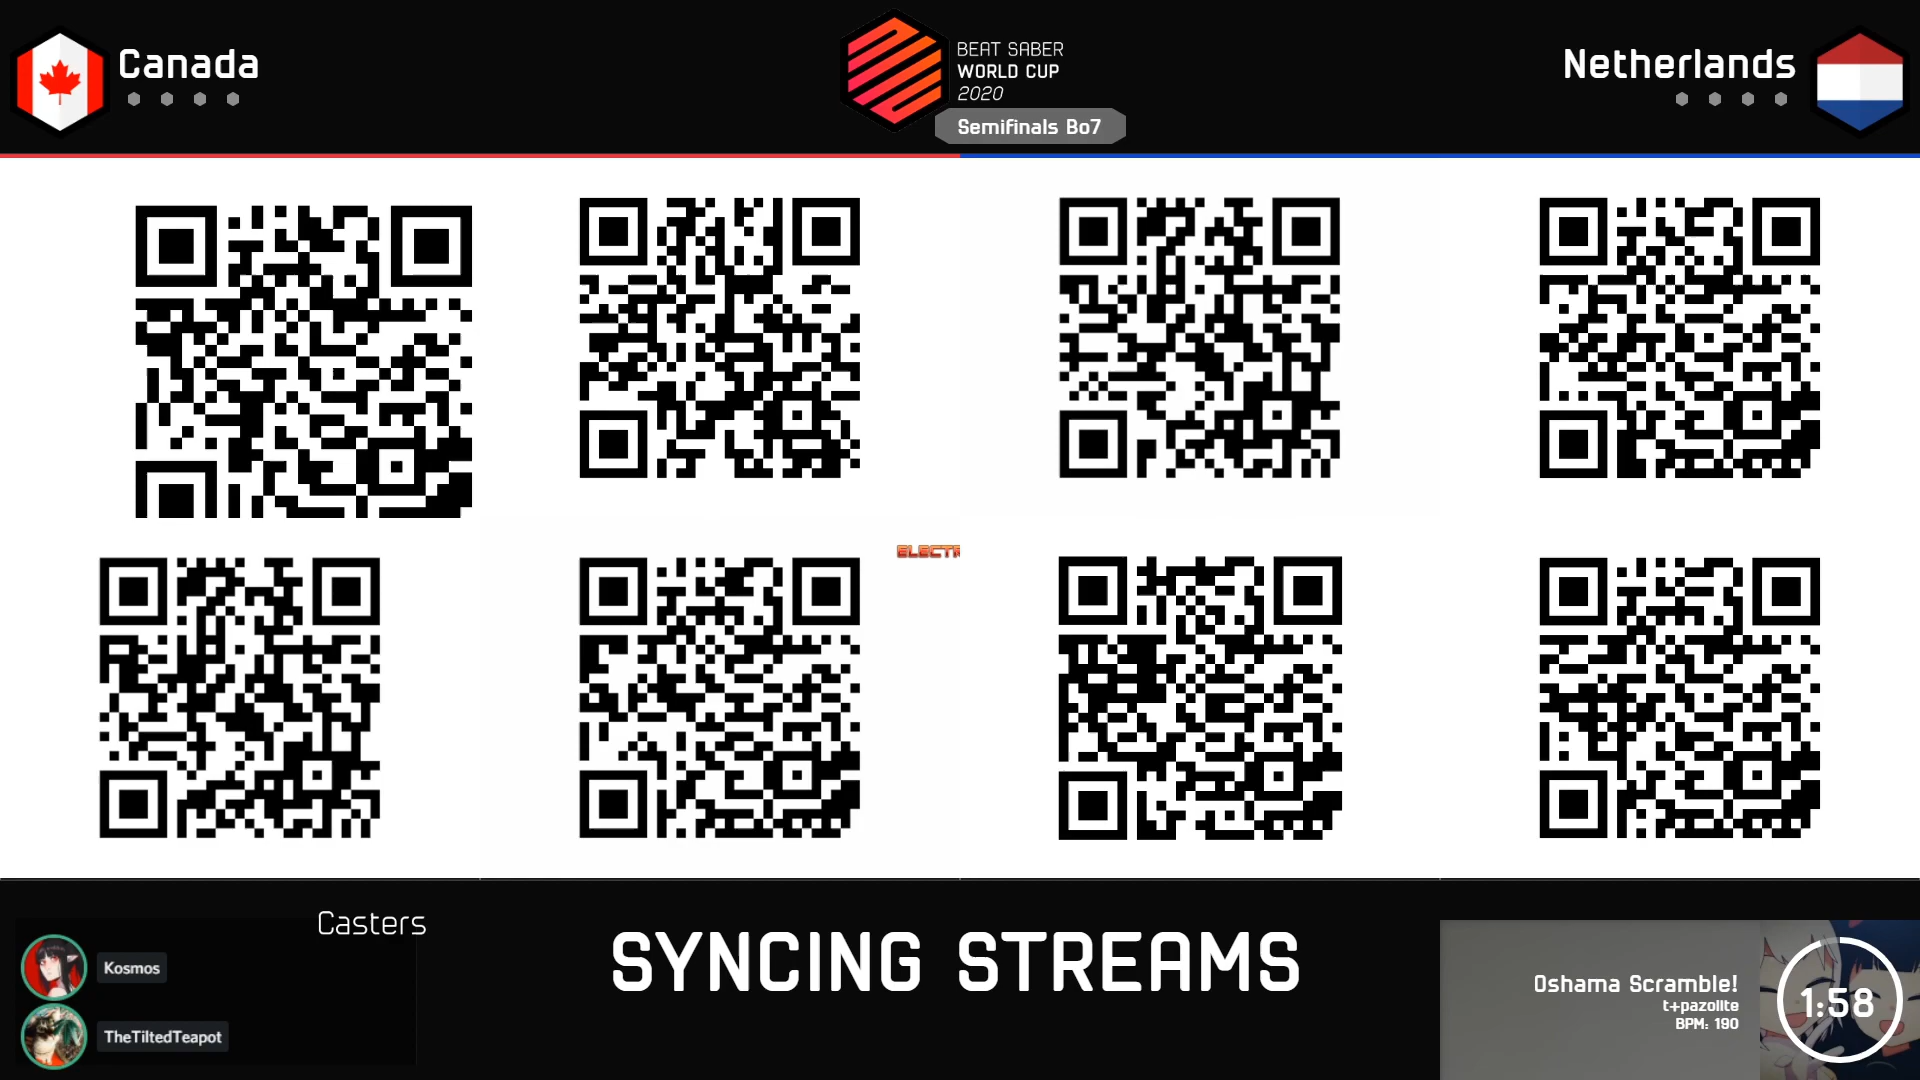 Canada
BEAT SABER
WORLD CUP
2020
Semifinals Bo7
Netherlands
ELECTR
Casters
Kosmos
TheTiltedTeapot
SYNCING STREAMS
Oshama Scramble!
t+pazolite
BPM: 190
1:58